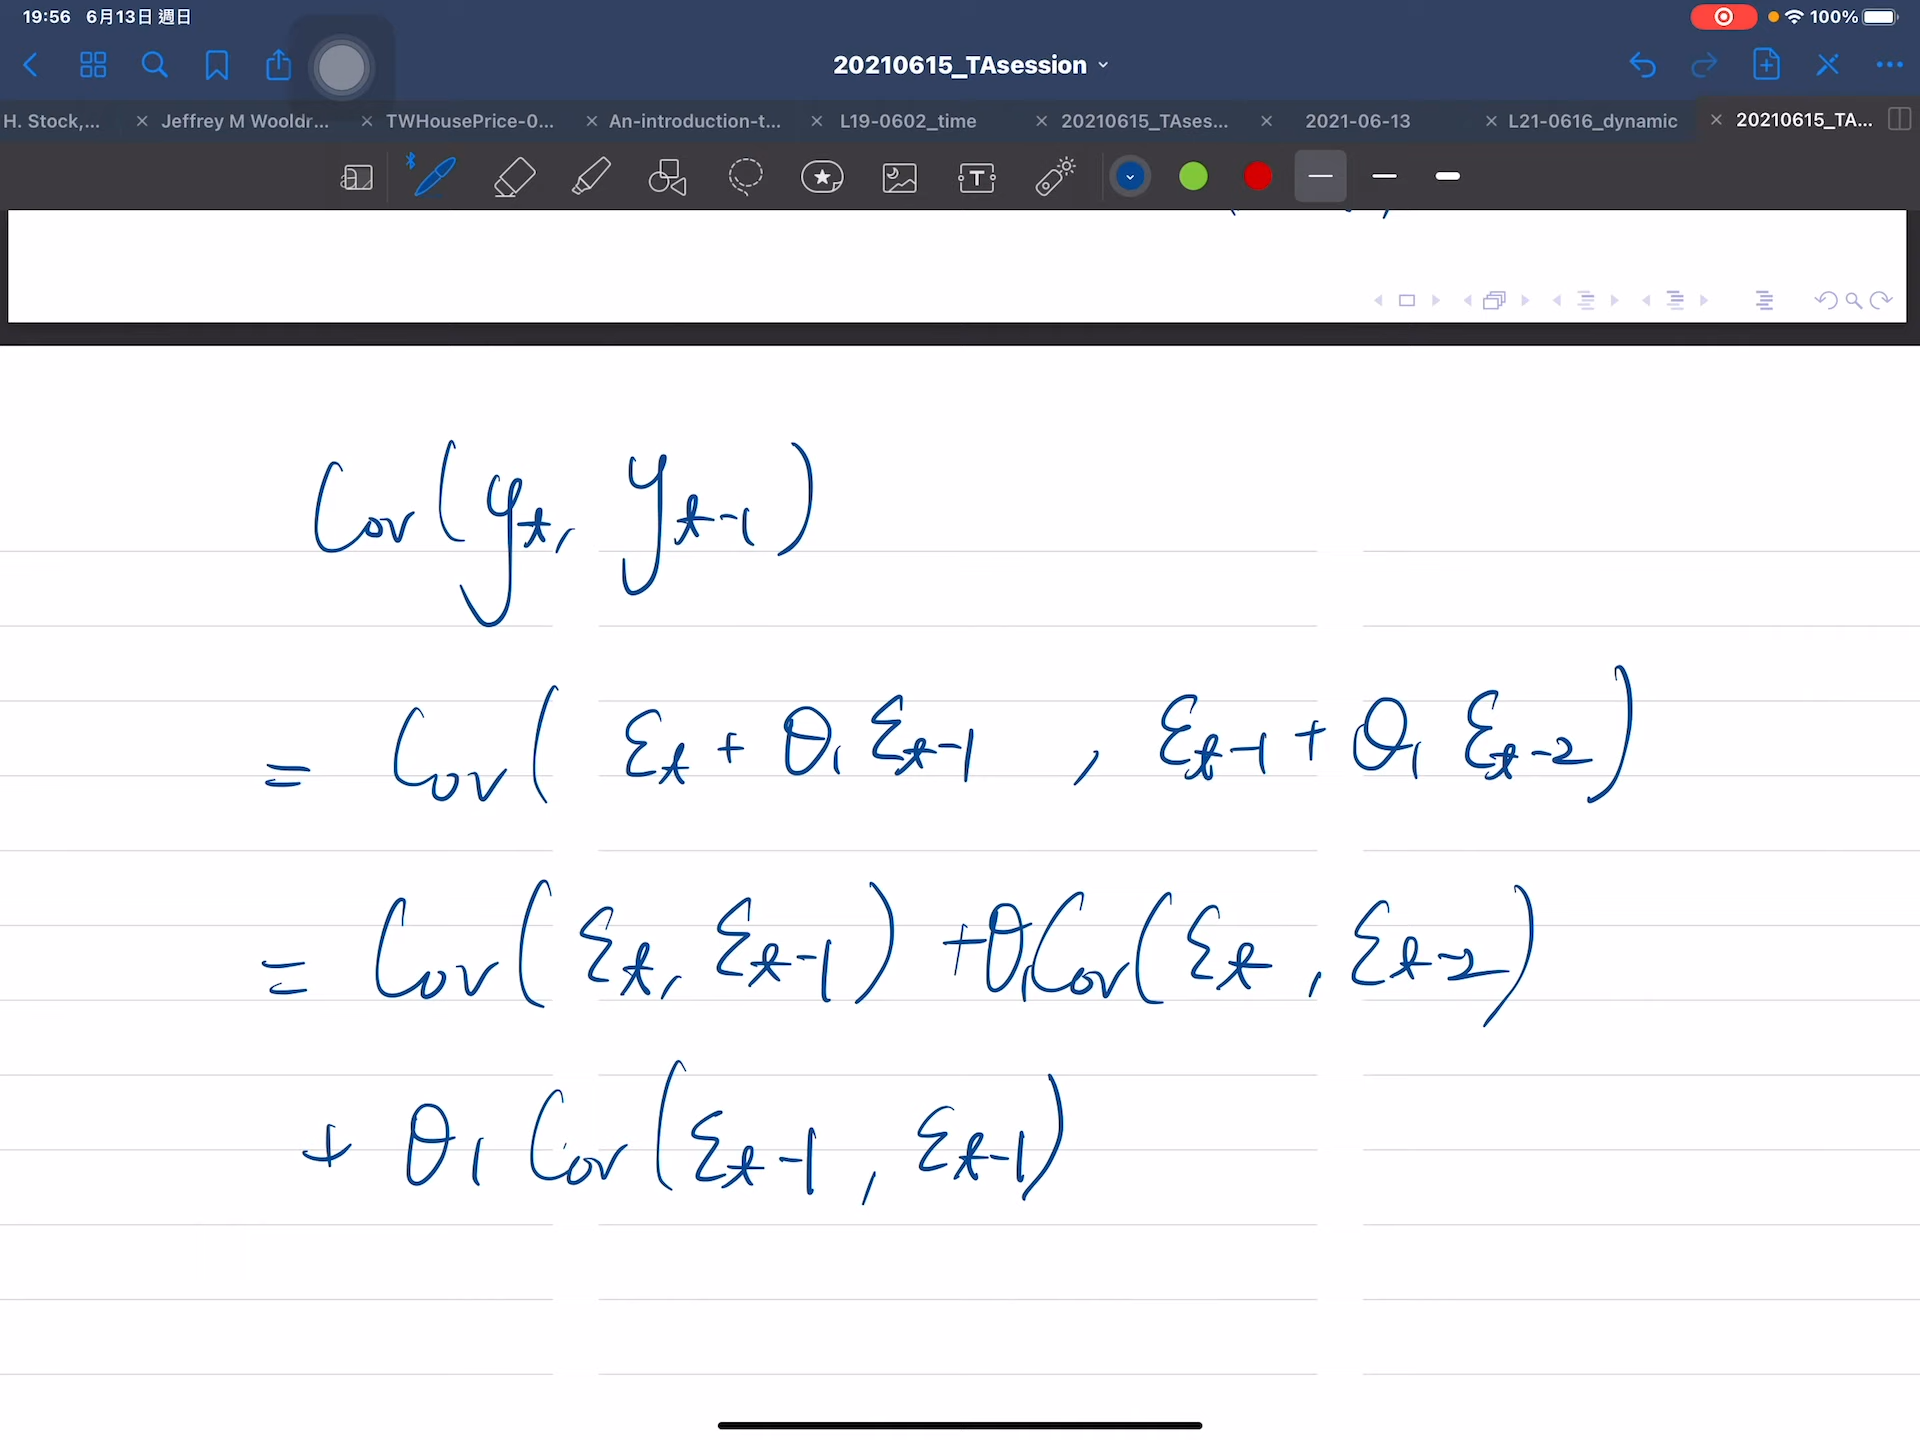 19:56 6月13日 週日 100%
20210615_TAsession
H. Stock,... Jeffrey M Wooldr... TWHousePrice-0... An-introduction-t... L19-0602_time 20210615_TAses... 2021-06-13 L21-0616_dynamic 20210615_TA...
Cov(yₜ, yₜ₋₁)
= Cov( εₜ + θ₁ εₜ₋₁ , εₜ₋₁ + θ₁ εₜ₋₂ )
= Cov( εₜ, εₜ₋₁ ) + θ₁ Cov( εₜ , εₜ₋₂ )
+ θ₁ Cov( εₜ₋₁ , εₜ₋₁ )